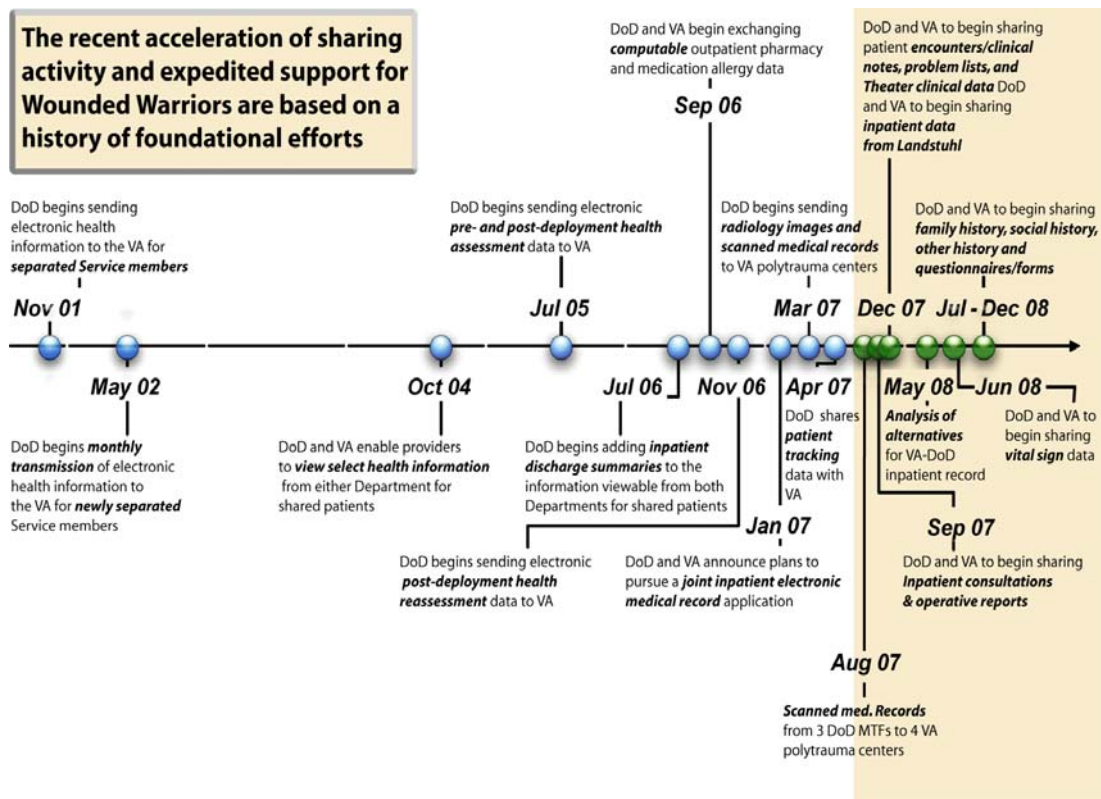 The recent acceleration of sharing
activity and expedited support for
Wounded Warriors are based on a
history of foundational efforts
DoD and VA begin exchanging
computable outpatient pharmacy
and medication allergy data
Sep 06
DoD and VA to begin sharing
patient encounters/clinical
notes, problem lists, and
Theater clinical data DoD
and VA to begin sharing
inpatient data
from Landstuhl
DoD begins sending
electronic health
information to the VA for
separated Service members
Nov 01
DoD begins sending electronic
pre- and post-deployment health
assessment data to VA
Jul 05
DoD begins sending
radiology images and
scanned medical records
to VA polytrauma centers
Mar 07
Dec 07
DoD and VA to begin sharing
family history, social history,
other history and
questionnaires/forms
Jul - Dec 08
May 02
DoD begins monthly
transmission of electronic
health information to
the VA for newly separated
Service members
Oct 04
DoD and VA enable providers
to view select health information
from either Department for
shared patients
Jul 06
DoD begins adding inpatient
discharge summaries to the
information viewable from both
Departments for shared patients
Nov 06
DoD begins sending electronic
post-deployment health
reassessment data to VA
Apr 07
DoD shares
patient
tracking
data with
VA
Jan 07
DoD and VA announce plans to
pursue a joint inpatient electronic
medical record application
May 08
Analysis of
alternatives
for VA-DoD
inpatient record
Jun 08
DoD and VA to
begin sharing
vital sign data
Sep 07
DoD and VA to begin sharing
Inpatient consultations
& operative reports
Aug 07
Scanned med. Records
from 3 DoD MTFs to 4 VA
polytrauma centers